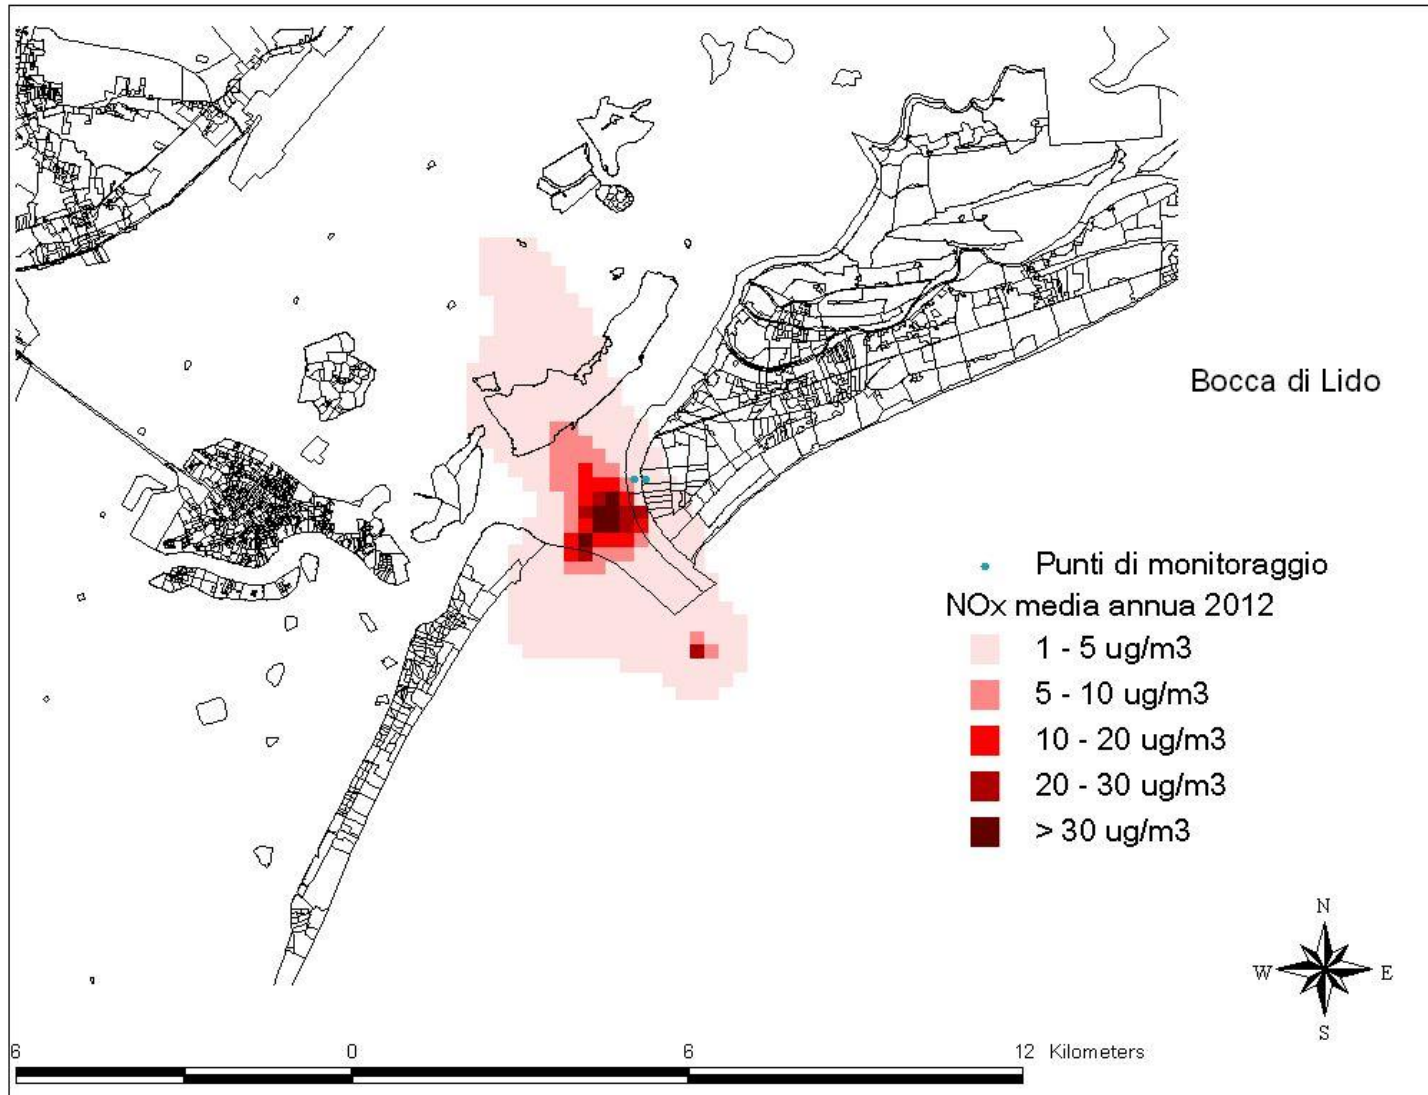 Bocca di Lido
Punti di monitoraggio
NOx media annua 2012
1 - 5 ug/m3
5 - 10 ug/m3
10 - 20 ug/m3
20 - 30 ug/m3
> 30 ug/m3
N
W E
S
6 0 6 12 Kilometers